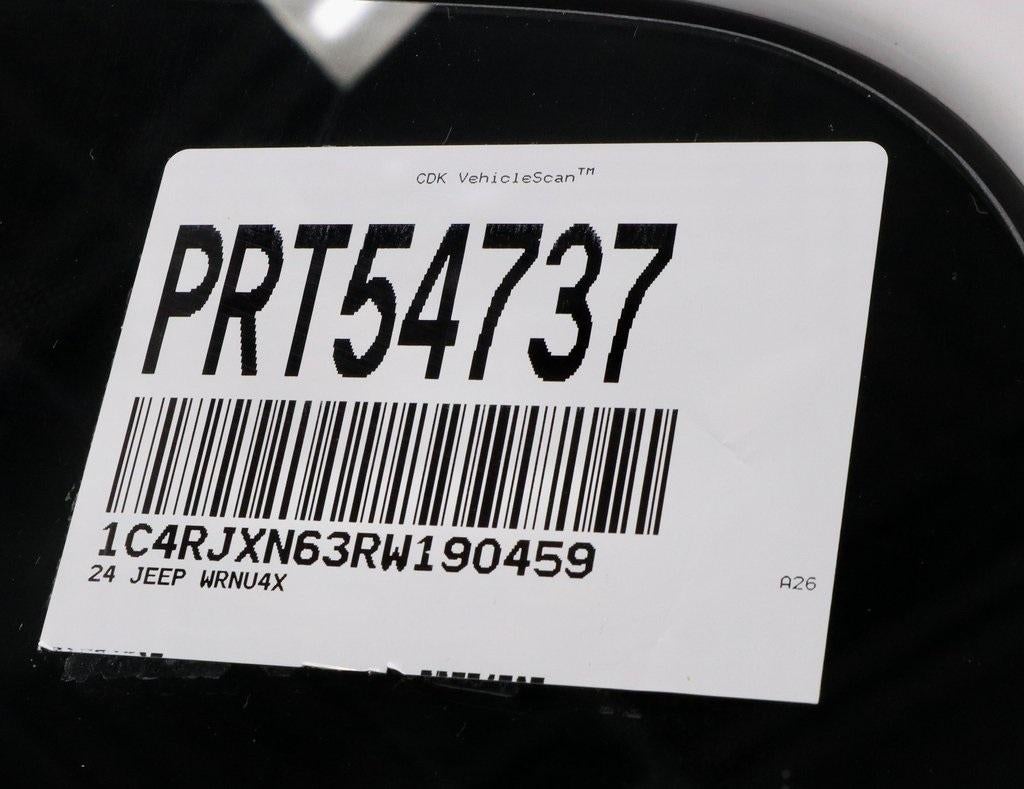 CDK VehicleScan™
PRT54737
1C4RJXN63RW190459
24 JEEP WRNU4X
A26